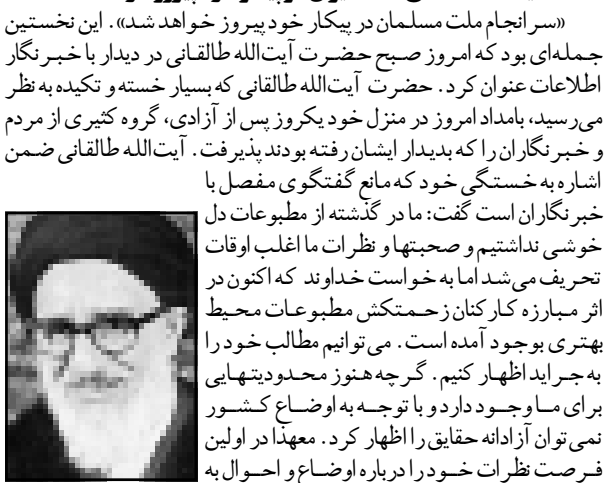 «سرانجام ملت مسلمان در پیکار خود پیروز خواهد شد». این نخستین
جمله‌ای بود که امروز صبح حضرت آیت‌الله طالقانی در دیدار با خبرنگار
اطلاعات عنوان کرد. حضرت آیت‌الله طالقانی که بسیار خسته و تکیده به نظر
می‌رسید، بامداد امروز در منزل خود یکروز پس از آزادی، گروه کثیری از مردم
و خبرنگاران را که بدیدار ایشان رفته بودند پذیرفت. آیت‌الله طالقانی ضمن
اشاره به خستگی خود که مانع گفتگوی مفصل با
خبرنگاران است گفت: ما در گذشته از مطبوعات دل
خوشی نداشتیم و صحبتها و نظرات ما اغلب اوقات
تحریف می‌شد اما به خواست خداوند که اکنون در
اثر مبارزه کارکنان زحمتکش مطبوعات محیط
بهتری بوجود آمده است. می‌توانیم مطالب خود را
به جراید اظهار کنیم. گرچه هنوز محدودیتهایی
برای ما وجود دارد و با توجه به اوضاع کشور
نمی‌توان آزادانه حقایق را اظهار کرد. معهذا در اولین
فرصت نظرات خود را درباره اوضاع و احوال به